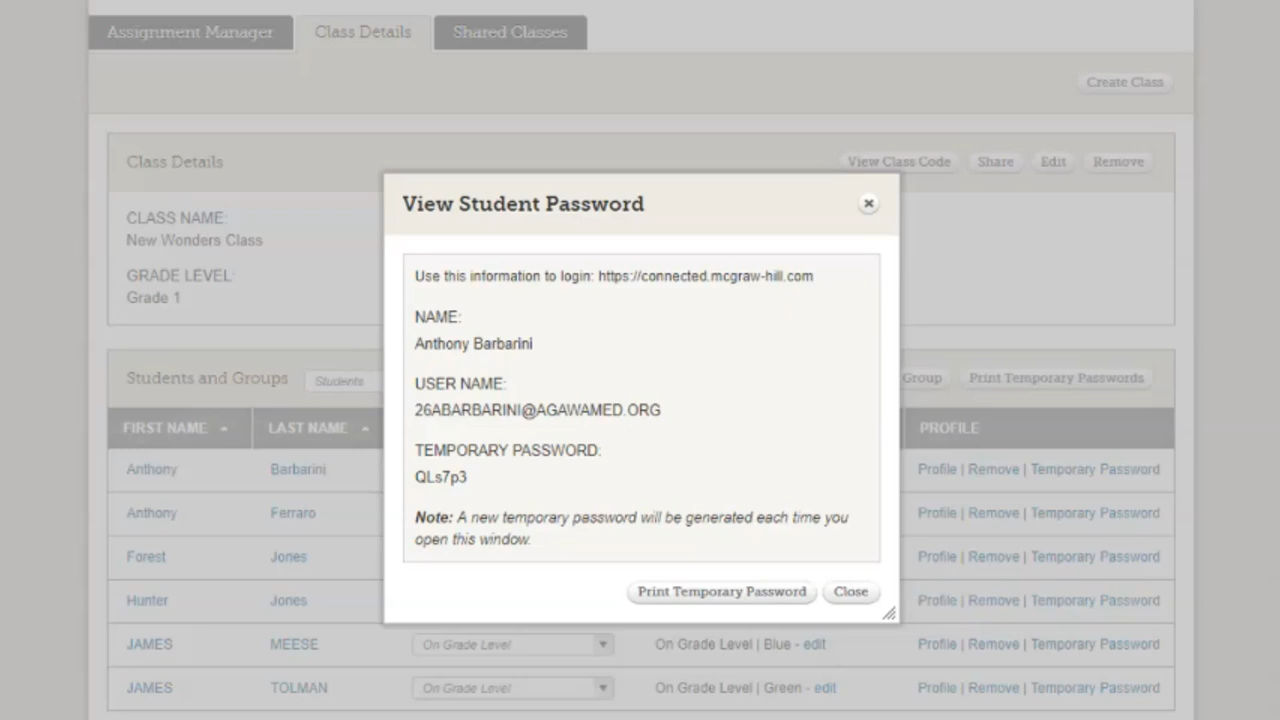 Assignment Manager
Class Details
Shared Classes
Create Class
Class Details
View Class Code
Share
Edit
Remove
CLASS NAME:
New Wonders Class
GRADE LEVEL:
Grade 1
View Student Password
Use this information to login: https://connected.mcgraw-hill.com
NAME:
Anthony Barbarini
USER NAME:
26ABARBARINI@AGAWAMED.ORG
TEMPORARY PASSWORD:
QLs7p3
Note: A new temporary password will be generated each time you
open this window.
Print Temporary Password
Close
Students and Groups
Students
Group
Print Temporary Passwords
FIRST NAME
LAST NAME
PROFILE
Anthony Barbarini Profile | Remove | Temporary Password
Anthony Ferraro Profile | Remove | Temporary Password
Forest Jones Profile | Remove | Temporary Password
Hunter Jones Profile | Remove | Temporary Password
JAMES MEESE On Grade Level On Grade Level | Blue - edit Profile | Remove | Temporary Password
JAMES TOLMAN On Grade Level On Grade Level | Green - edit Profile | Remove | Temporary Password